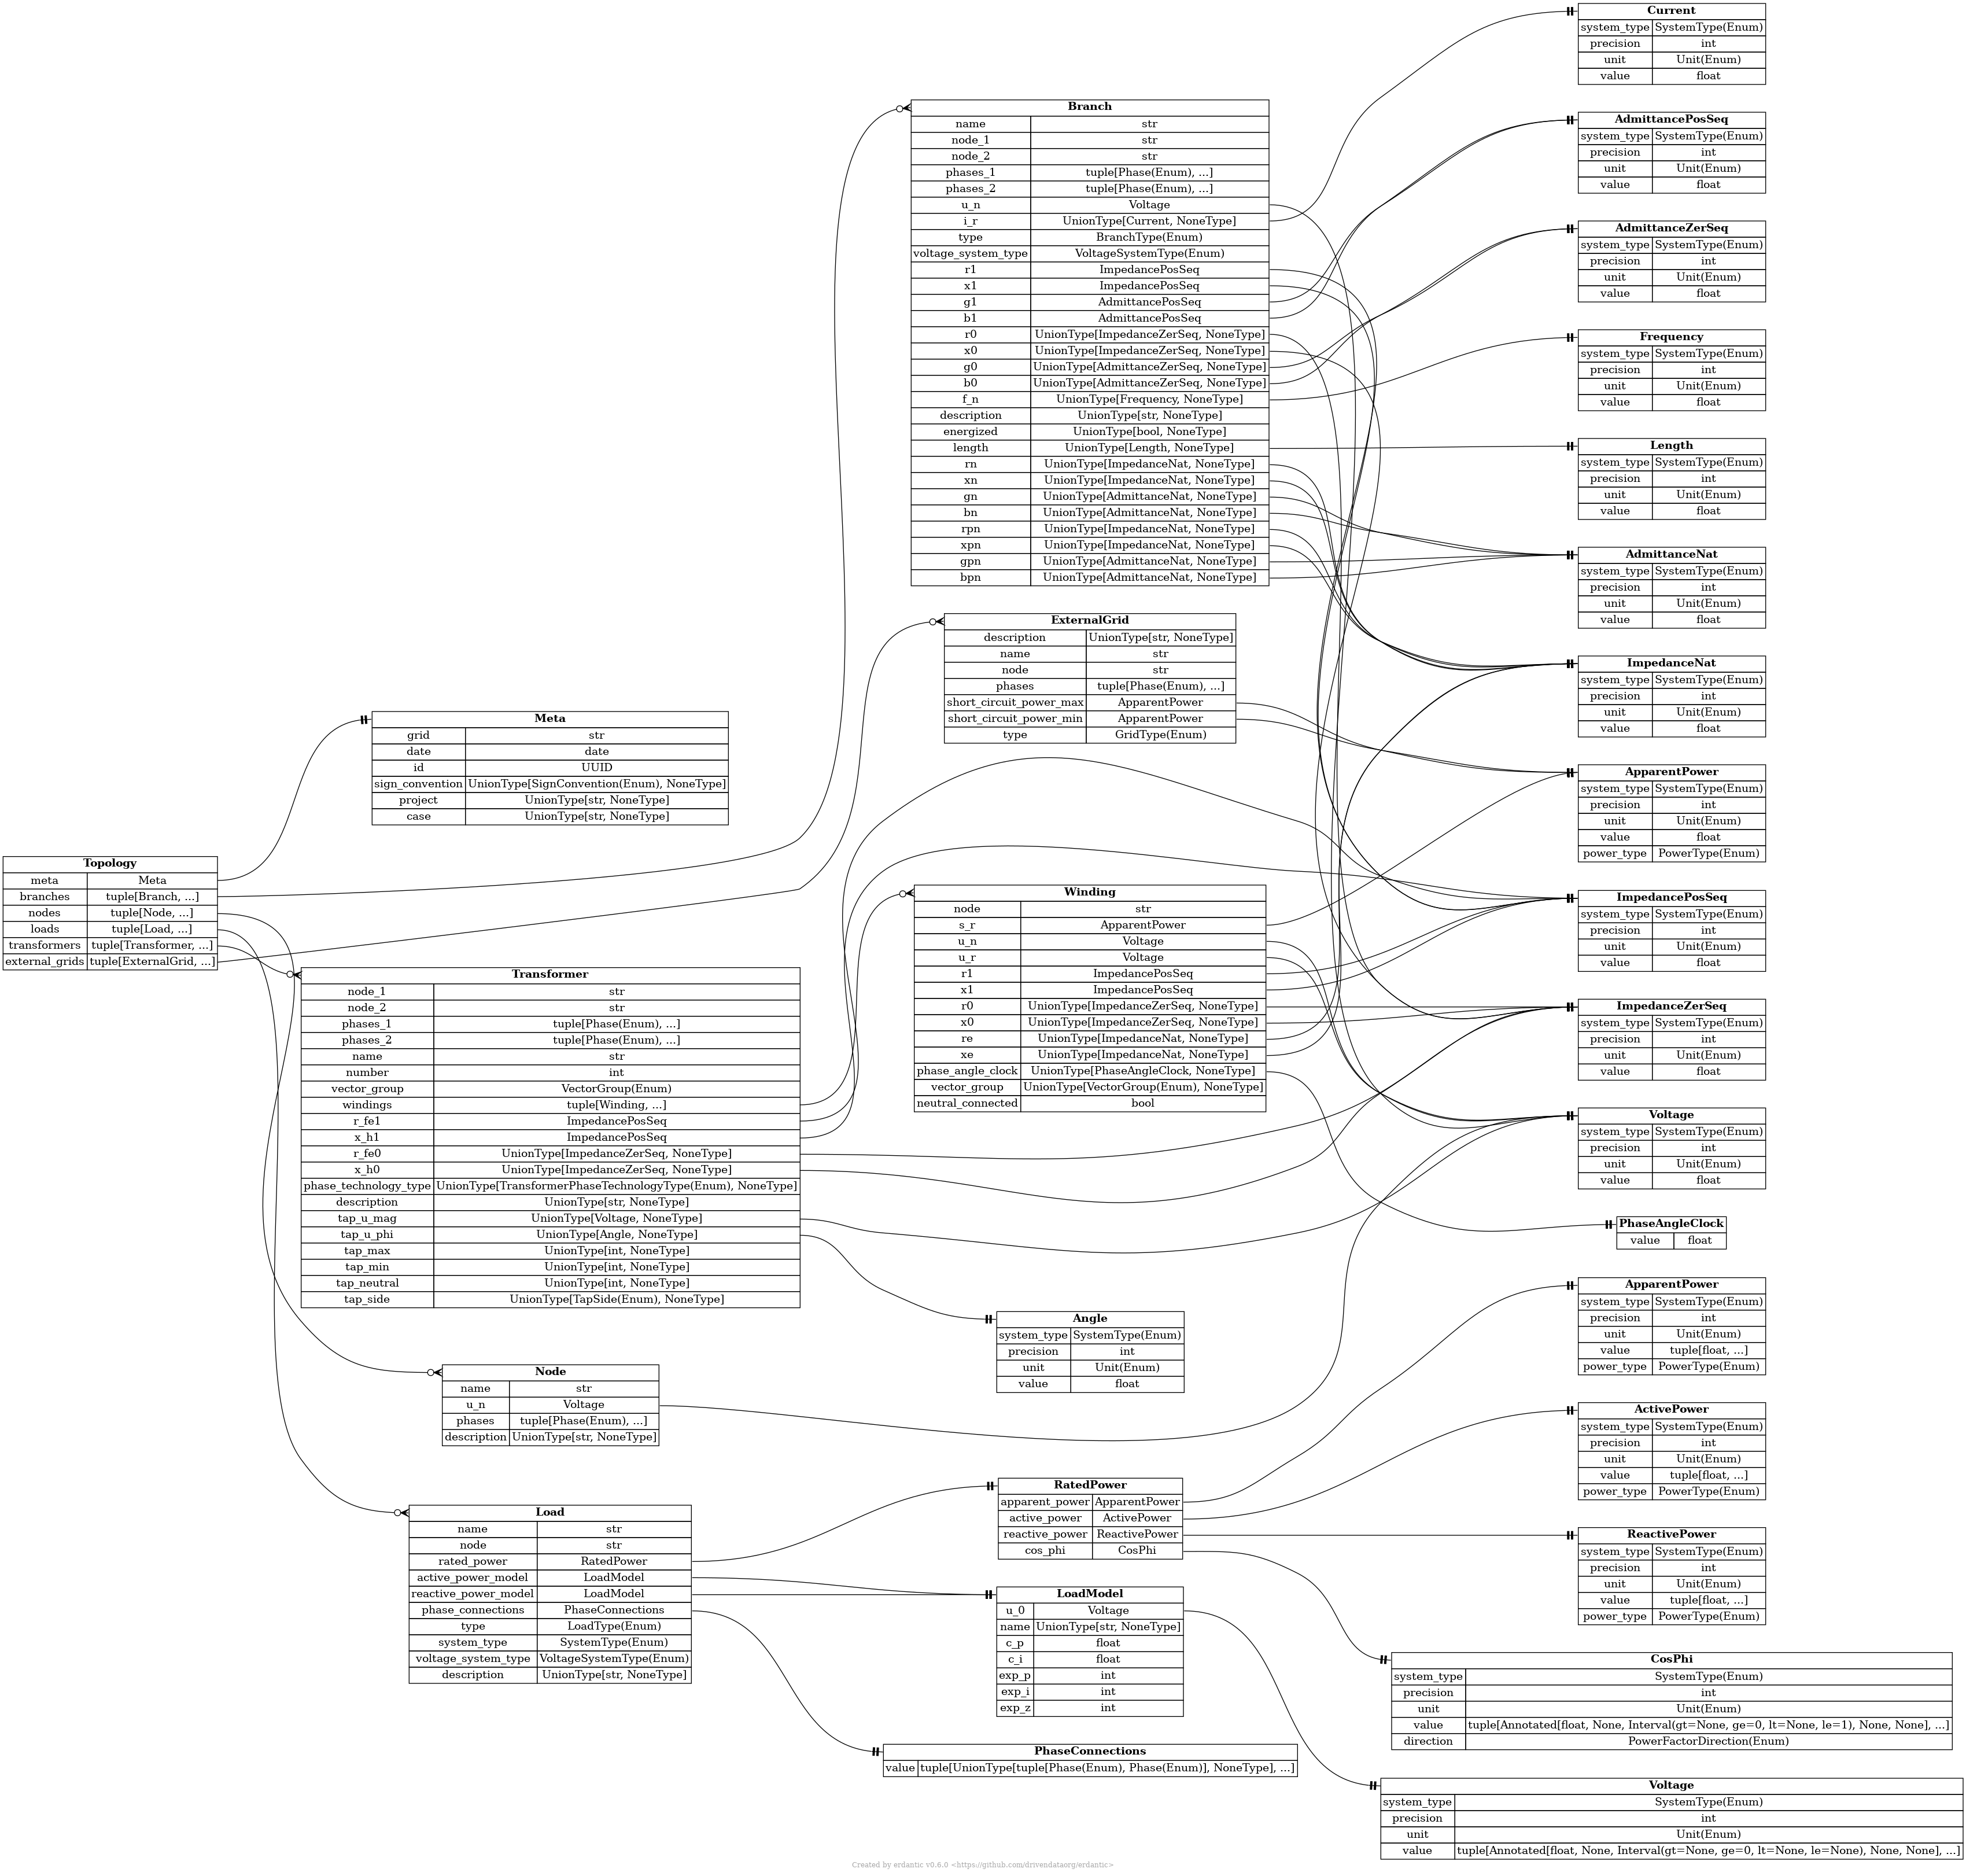 Topology
meta Meta
branches tuple[Branch, ...]
nodes tuple[Node, ...]
loads tuple[Load, ...]
transformers tuple[Transformer, ...]
external_grids tuple[ExternalGrid, ...]
Meta
grid str
date date
id UUID
sign_convention UnionType[SignConvention(Enum), NoneType]
project UnionType[str, NoneType]
case UnionType[str, NoneType]
Transformer
node_1 str
node_2 str
phases_1 tuple[Phase(Enum), ...]
phases_2 tuple[Phase(Enum), ...]
name str
number int
vector_group VectorGroup(Enum)
windings tuple[Winding, ...]
r_fe1 ImpedancePosSeq
x_h1 ImpedancePosSeq
r_fe0 UnionType[ImpedanceZerSeq, NoneType]
x_h0 UnionType[ImpedanceZerSeq, NoneType]
phase_technology_type UnionType[TransformerPhaseTechnologyType(Enum), NoneType]
description UnionType[str, NoneType]
tap_u_mag UnionType[Voltage, NoneType]
tap_u_phi UnionType[Angle, NoneType]
tap_max UnionType[int, NoneType]
tap_min UnionType[int, NoneType]
tap_neutral UnionType[int, NoneType]
tap_side UnionType[TapSide(Enum), NoneType]
Node
name str
u_n Voltage
phases tuple[Phase(Enum), ...]
description UnionType[str, NoneType]
Load
name str
node str
rated_power RatedPower
active_power_model LoadModel
reactive_power_model LoadModel
phase_connections PhaseConnections
type LoadType(Enum)
system_type SystemType(Enum)
voltage_system_type VoltageSystemType(Enum)
description UnionType[str, NoneType]
Branch
name str
node_1 str
node_2 str
phases_1 tuple[Phase(Enum), ...]
phases_2 tuple[Phase(Enum), ...]
u_n Voltage
i_r UnionType[Current, NoneType]
type BranchType(Enum)
voltage_system_type VoltageSystemType(Enum)
r1 ImpedancePosSeq
x1 ImpedancePosSeq
g1 AdmittancePosSeq
b1 AdmittancePosSeq
r0 UnionType[ImpedanceZerSeq, NoneType]
x0 UnionType[ImpedanceZerSeq, NoneType]
g0 UnionType[AdmittanceZerSeq, NoneType]
b0 UnionType[AdmittanceZerSeq, NoneType]
f_n UnionType[Frequency, NoneType]
description UnionType[str, NoneType]
energized UnionType[bool, NoneType]
length UnionType[Length, NoneType]
rn UnionType[ImpedanceNat, NoneType]
xn UnionType[ImpedanceNat, NoneType]
gn UnionType[AdmittanceNat, NoneType]
bn UnionType[AdmittanceNat, NoneType]
rpn UnionType[ImpedanceNat, NoneType]
xpn UnionType[ImpedanceNat, NoneType]
gpn UnionType[AdmittanceNat, NoneType]
bpn UnionType[AdmittanceNat, NoneType]
ExternalGrid
description UnionType[str, NoneType]
name str
node str
phases tuple[Phase(Enum), ...]
short_circuit_power_max ApparentPower
short_circuit_power_min ApparentPower
type GridType(Enum)
Winding
node str
s_r ApparentPower
u_n Voltage
u_r Voltage
r1 ImpedancePosSeq
x1 ImpedancePosSeq
r0 UnionType[ImpedanceZerSeq, NoneType]
x0 UnionType[ImpedanceZerSeq, NoneType]
re UnionType[ImpedanceNat, NoneType]
xe UnionType[ImpedanceNat, NoneType]
phase_angle_clock UnionType[PhaseAngleClock, NoneType]
vector_group UnionType[VectorGroup(Enum), NoneType]
neutral_connected bool
Angle
system_type SystemType(Enum)
precision int
unit Unit(Enum)
value float
RatedPower
apparent_power ApparentPower
active_power ActivePower
reactive_power ReactivePower
cos_phi CosPhi
LoadModel
u_0 Voltage
name UnionType[str, NoneType]
c_p float
c_i float
exp_p int
exp_i int
exp_z int
PhaseConnections
value tuple[UnionType[tuple[Phase(Enum), Phase(Enum)], NoneType], ...]
Current
system_type SystemType(Enum)
precision int
unit Unit(Enum)
value float
AdmittancePosSeq
system_type SystemType(Enum)
precision int
unit Unit(Enum)
value float
AdmittanceZerSeq
system_type SystemType(Enum)
precision int
unit Unit(Enum)
value float
Frequency
system_type SystemType(Enum)
precision int
unit Unit(Enum)
value float
Length
system_type SystemType(Enum)
precision int
unit Unit(Enum)
value float
AdmittanceNat
system_type SystemType(Enum)
precision int
unit Unit(Enum)
value float
ImpedanceNat
system_type SystemType(Enum)
precision int
unit Unit(Enum)
value float
ApparentPower
system_type SystemType(Enum)
precision int
unit Unit(Enum)
value float
power_type PowerType(Enum)
ImpedancePosSeq
system_type SystemType(Enum)
precision int
unit Unit(Enum)
value float
ImpedanceZerSeq
system_type SystemType(Enum)
precision int
unit Unit(Enum)
value float
Voltage
system_type SystemType(Enum)
precision int
unit Unit(Enum)
value float
PhaseAngleClock
value float
ApparentPower
system_type SystemType(Enum)
precision int
unit Unit(Enum)
value tuple[float, ...]
power_type PowerType(Enum)
ActivePower
system_type SystemType(Enum)
precision int
unit Unit(Enum)
value tuple[float, ...]
power_type PowerType(Enum)
ReactivePower
system_type SystemType(Enum)
precision int
unit Unit(Enum)
value tuple[float, ...]
power_type PowerType(Enum)
CosPhi
system_type SystemType(Enum)
precision int
unit Unit(Enum)
value tuple[Annotated[float, None, Interval(gt=None, ge=0, lt=None, le=1), None, None], ...]
direction PowerFactorDirection(Enum)
Voltage
system_type SystemType(Enum)
precision int
unit Unit(Enum)
value tuple[Annotated[float, None, Interval(gt=None, ge=0, lt=None, le=None), None, None], ...]
Created by erdantic v0.6.0 <https://github.com/drivendataorg/erdantic>